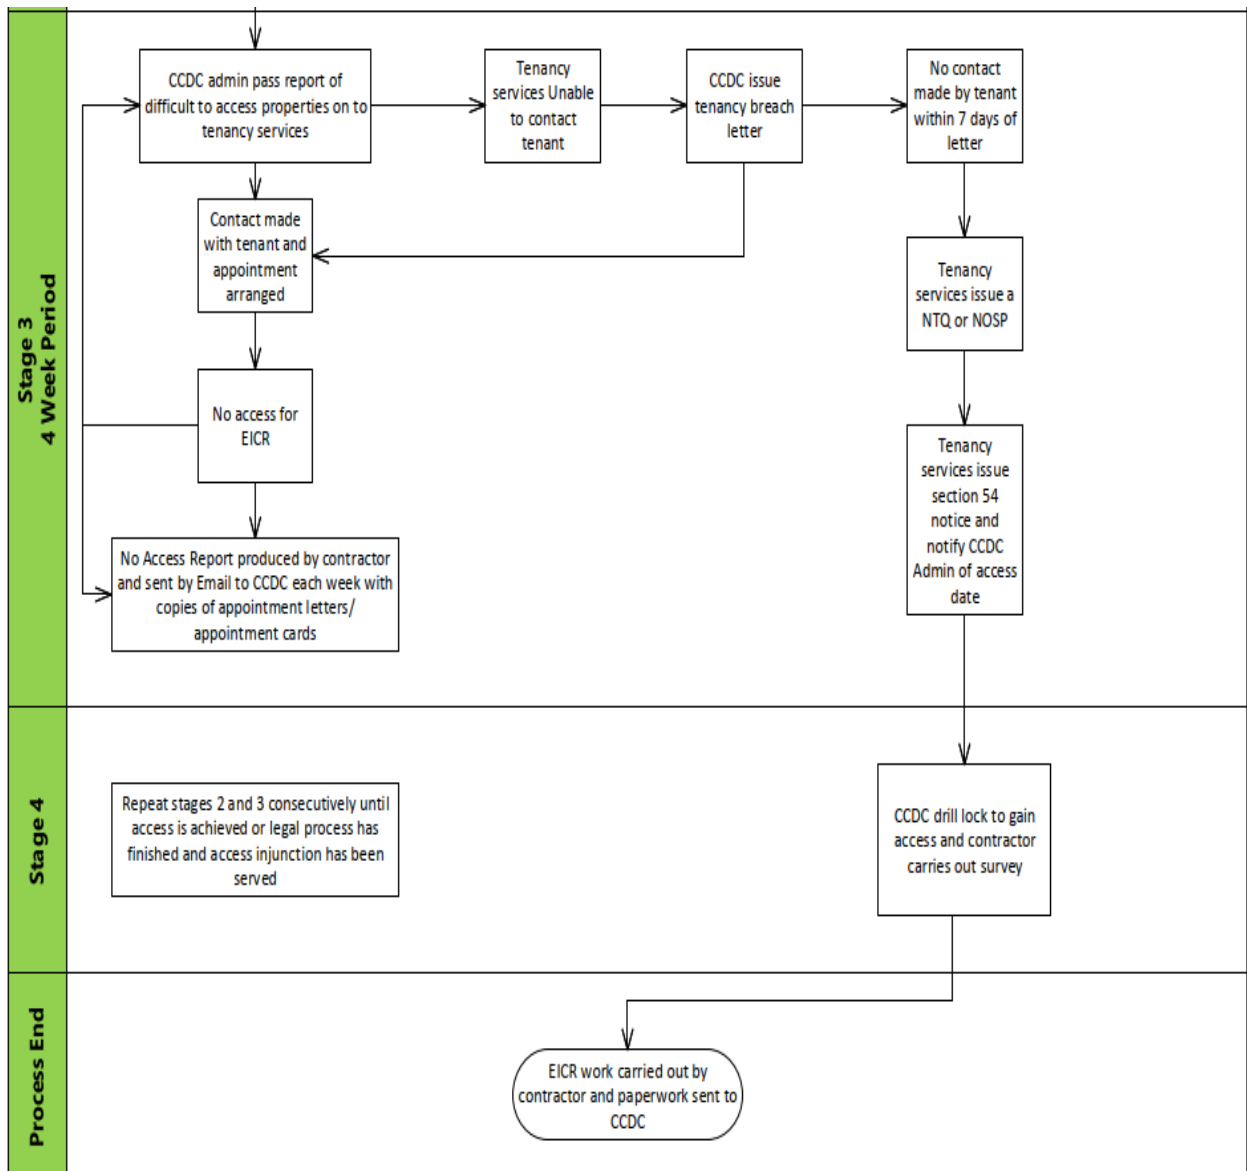 Stage 3
4 Week Period
CCDC admin pass report of
difficult to access properties on to
tenancy services
Tenancy
services Unable
to contact
tenant
CCDC issue
tenancy breach
letter
No contact
made by tenant
within 7 days of
letter
Contact made
with tenant and
appointment
arranged
Tenancy
services issue a
NTQ or NOSP
No access for
EICR
Tenancy
services issue
section 54
notice and
notify CCDC
Admin of access
date
No Access Report produced by contractor
and sent by Email to CCDC each week with
copies of appointment letters/
appointment cards
Stage 4
Repeat stages 2 and 3 consecutively until
access is achieved or legal process has
finished and access injunction has been
served
CCDC drill lock to gain
access and contractor
carries out survey
Process End
EICR work carried out by
contractor and paperwork sent to
CCDC